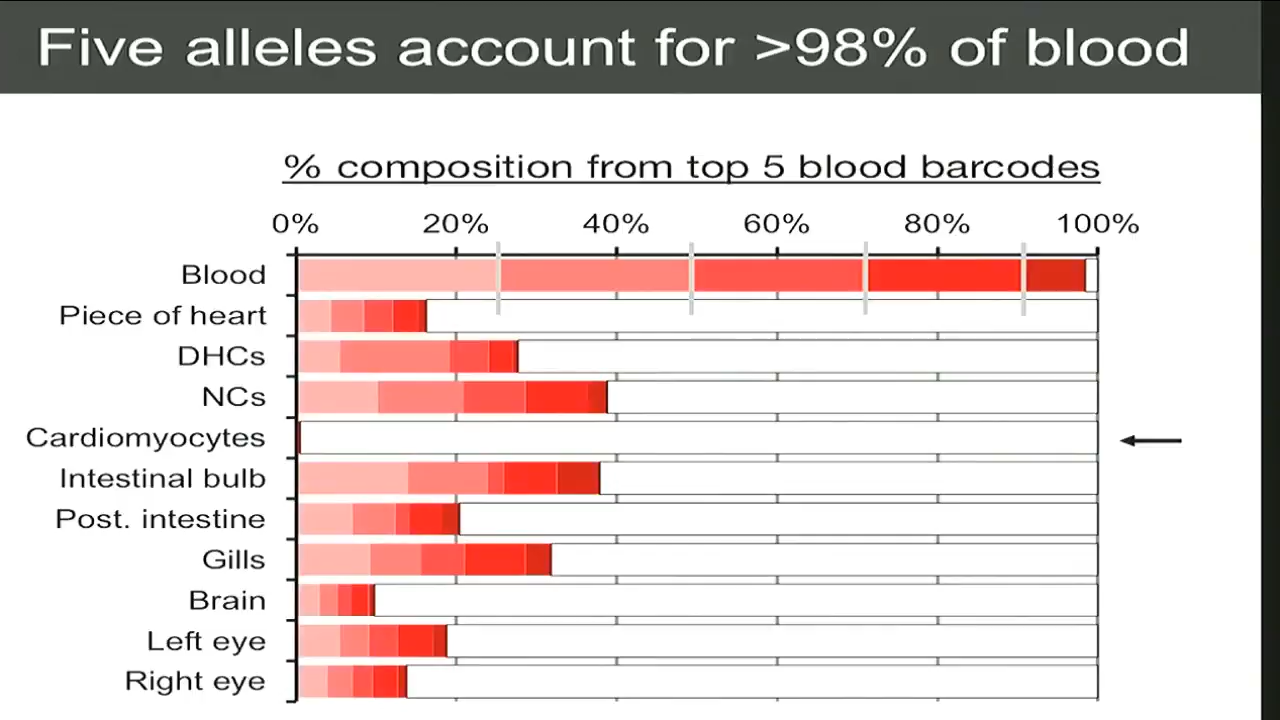 Five alleles account for >98% of blood
% composition from top 5 blood barcodes
0% 20% 40% 60% 80% 100%
Blood
Piece of heart
DHCs
NCs
Cardiomyocytes
Intestinal bulb
Post. intestine
Gills
Brain
Left eye
Right eye